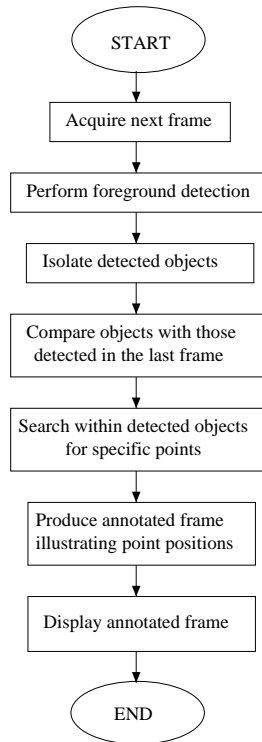 START
Acquire next frame
Perform foreground detection
Isolate detected objects
Compare objects with those
detected in the last frame
Search within detected objects
for specific points
Produce annotated frame
illustrating point positions
Display annotated frame
END